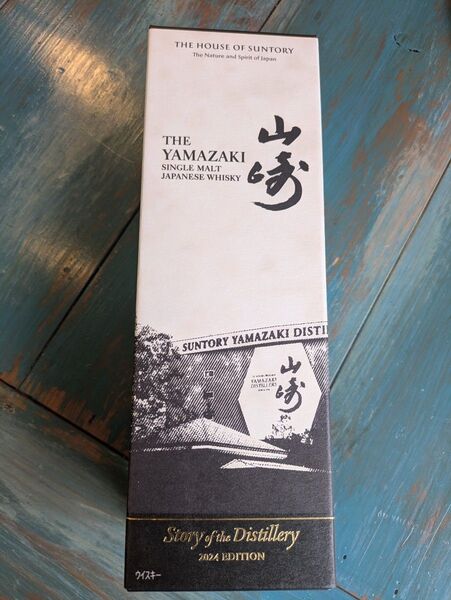 THE HOUSE OF SUNTORY
The Nature and Spirit of Japan
THE
YAMAZAKI
SINGLE MALT
JAPANESE WHISKY
山崎
SUNTORY YAMAZAKI DISTI
YAMAZAKI
DISTILLERY
山崎
Story of the Distillery
2024 EDITION
ウイスキー